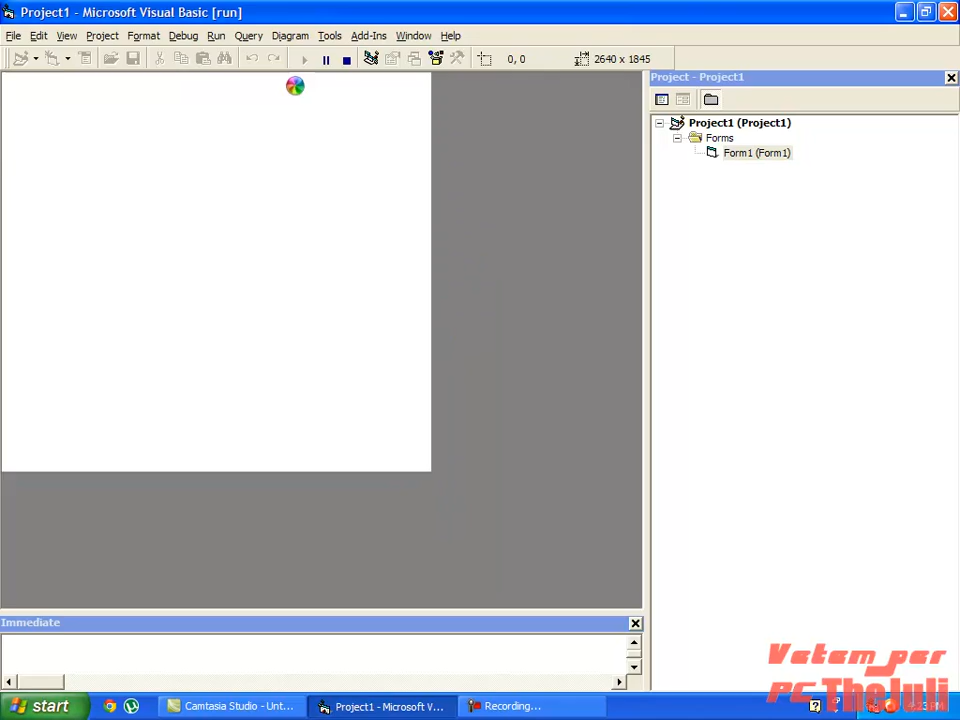 Project1 - Microsoft Visual Basic [run]
File Edit View Project Format Debug Run Query Diagram Tools Add-Ins Window Help
0, 0 2640 x 1845
Project - Project1
Project1 (Project1)
Forms
Form1 (Form1)
Immediate
Vetem per
PC Thojuli
start Camtasia Studio - Unt... Project1 - Microsoft V... Recording...